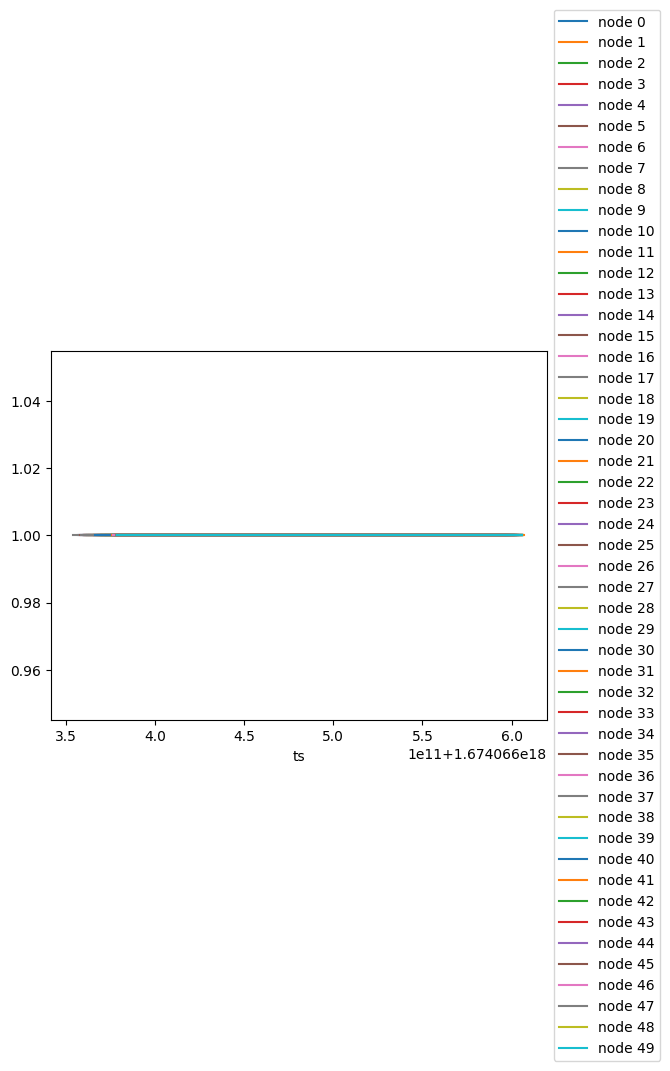 1.04
1.02
1.00
0.98
0.96
3.5 4.0 4.5 5.0 5.5 6.0
ts
1e11+1.674066e18
node 0
node 1
node 2
node 3
node 4
node 5
node 6
node 7
node 8
node 9
node 10
node 11
node 12
node 13
node 14
node 15
node 16
node 17
node 18
node 19
node 20
node 21
node 22
node 23
node 24
node 25
node 26
node 27
node 28
node 29
node 30
node 31
node 32
node 33
node 34
node 35
node 36
node 37
node 38
node 39
node 40
node 41
node 42
node 43
node 44
node 45
node 46
node 47
node 48
node 49